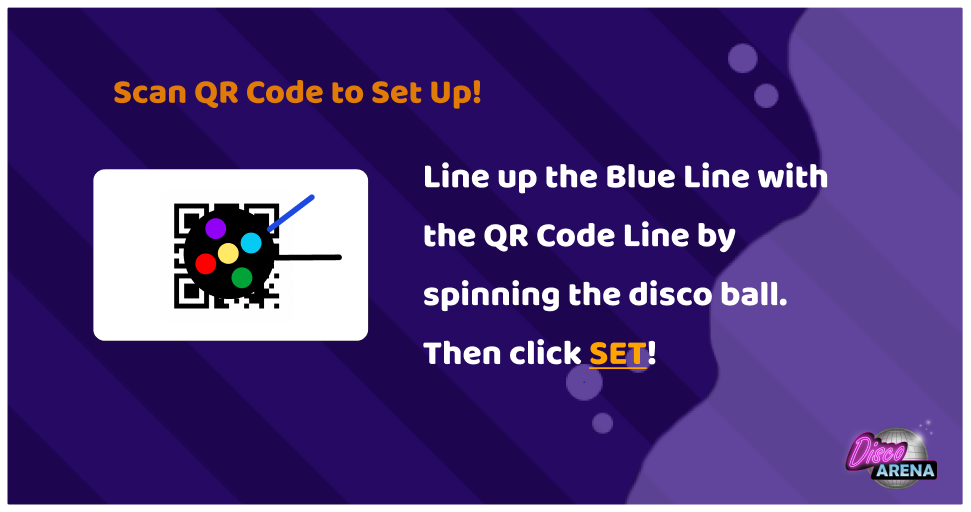 Scan QR Code to Set Up!
Line up the Blue Line with
the QR Code Line by
spinning the disco ball.
Then click SET!
Disco
ARENA